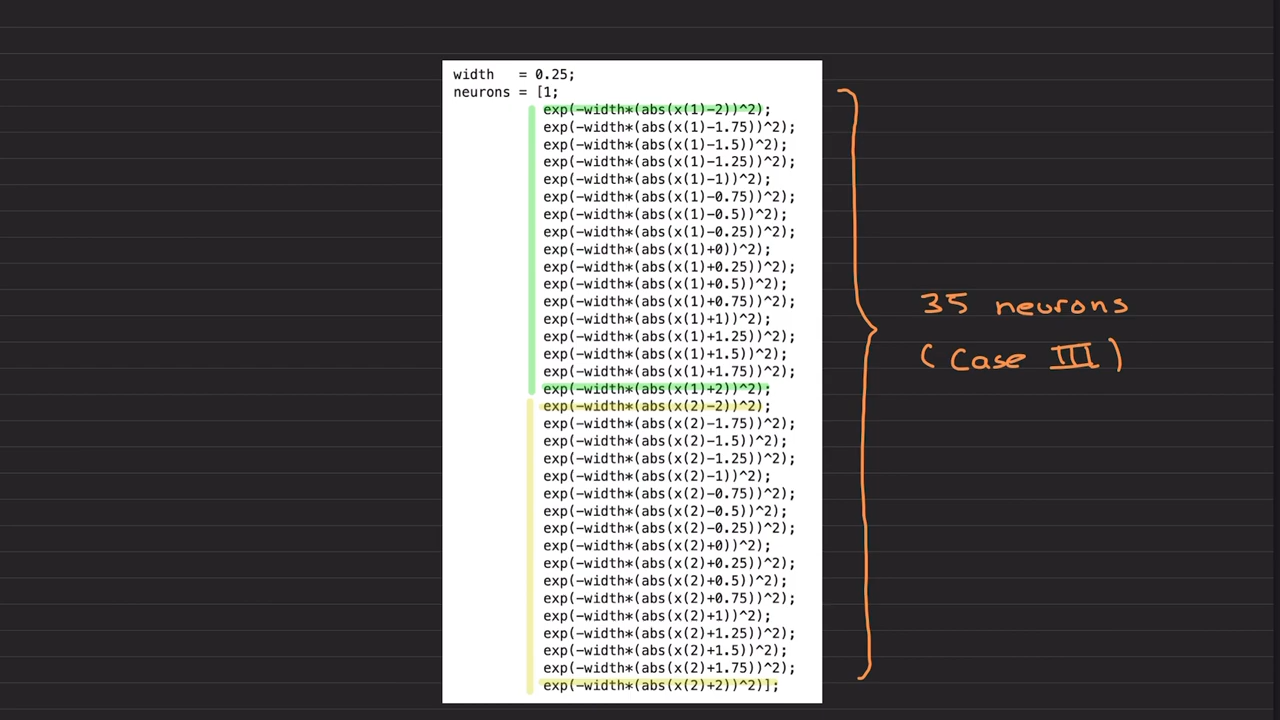 width   = 0.25;
neurons = [1;
exp(-width*(abs(x(1)-2))^2);
exp(-width*(abs(x(1)-1.75))^2);
exp(-width*(abs(x(1)-1.5))^2);
exp(-width*(abs(x(1)-1.25))^2);
exp(-width*(abs(x(1)-1))^2);
exp(-width*(abs(x(1)-0.75))^2);
exp(-width*(abs(x(1)-0.5))^2);
exp(-width*(abs(x(1)-0.25))^2);
exp(-width*(abs(x(1)+0))^2);
exp(-width*(abs(x(1)+0.25))^2);
exp(-width*(abs(x(1)+0.5))^2);
exp(-width*(abs(x(1)+0.75))^2);
exp(-width*(abs(x(1)+1))^2);
exp(-width*(abs(x(1)+1.25))^2);
exp(-width*(abs(x(1)+1.5))^2);
exp(-width*(abs(x(1)+1.75))^2);
exp(-width*(abs(x(1)+2))^2);
exp(-width*(abs(x(2)-2))^2);
exp(-width*(abs(x(2)-1.75))^2);
exp(-width*(abs(x(2)-1.5))^2);
exp(-width*(abs(x(2)-1.25))^2);
exp(-width*(abs(x(2)-1))^2);
exp(-width*(abs(x(2)-0.75))^2);
exp(-width*(abs(x(2)-0.5))^2);
exp(-width*(abs(x(2)-0.25))^2);
exp(-width*(abs(x(2)+0))^2);
exp(-width*(abs(x(2)+0.25))^2);
exp(-width*(abs(x(2)+0.5))^2);
exp(-width*(abs(x(2)+0.75))^2);
exp(-width*(abs(x(2)+1))^2);
exp(-width*(abs(x(2)+1.25))^2);
exp(-width*(abs(x(2)+1.5))^2);
exp(-width*(abs(x(2)+1.75))^2);
exp(-width*(abs(x(2)+2))^2)];
35 neurons
(Case III)